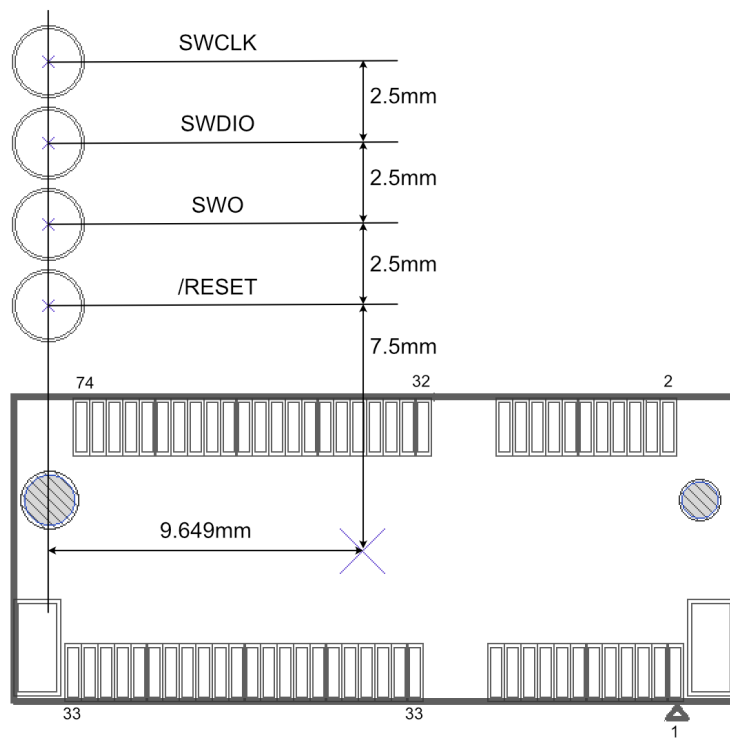 SWCLK
2.5mm
SWDIO
2.5mm
SWO
2.5mm
/RESET
7.5mm
74
32
2
9.649mm
33
33
1